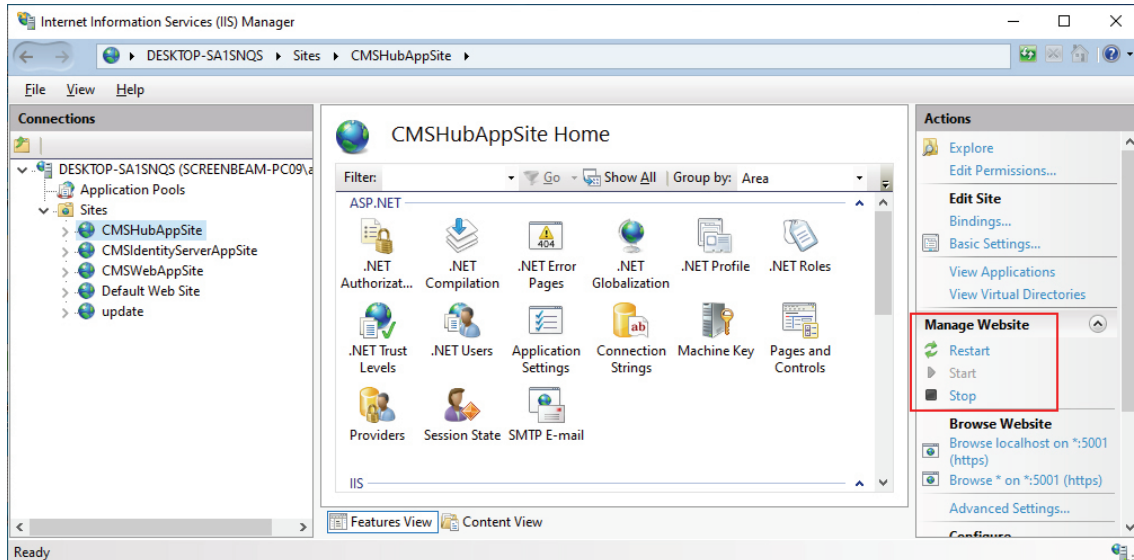 Internet Information Services (IIS) Manager
DESKTOP-SA1SNQS Sites CMSHubAppSite
File View Help
Connections
DESKTOP-SA1SNQS (SCREENBEAM-PC09\a
Application Pools
Sites
CMSHubAppSite
CMSIdentityServerAppSite
CMSWebAppSite
Default Web Site
update
CMSHubAppSite Home
Filter: Go Show All Group by: Area
ASP.NET
.NET Authorizat...
.NET Compilation
404
.NET Error Pages
.NET Globalization
.NET Profile
.NET Roles
.NET Trust Levels
.NET Users
Application Settings
ab
Connection Strings
Machine Key
Pages and Controls
Providers
Session State
SMTP E-mail
IIS
Features View Content View
Actions
Explore
Edit Permissions...
Edit Site
Bindings...
Basic Settings...
View Applications
View Virtual Directories
Manage Website
Restart
Start
Stop
Browse Website
Browse localhost on *:5001
(https)
Browse * on *:5001 (https)
Advanced Settings...
Configure
Ready